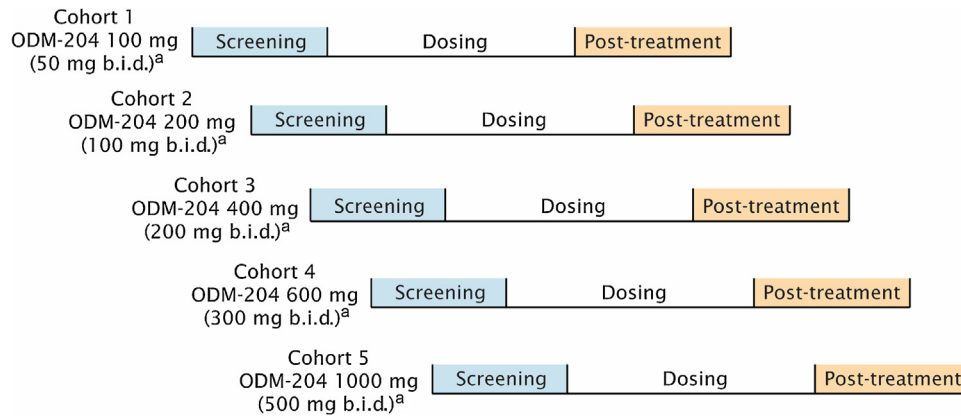 Cohort 1
ODM-204 100 mg
(50 mg b.i.d.)a
Screening
Dosing
Post-treatment
Cohort 2
ODM-204 200 mg
(100 mg b.i.d.)a
Screening
Dosing
Post-treatment
Cohort 3
ODM-204 400 mg
(200 mg b.i.d.)a
Screening
Dosing
Post-treatment
Cohort 4
ODM-204 600 mg
(300 mg b.i.d.)a
Screening
Dosing
Post-treatment
Cohort 5
ODM-204 1000 mg
(500 mg b.i.d.)a
Screening
Dosing
Post-treatment